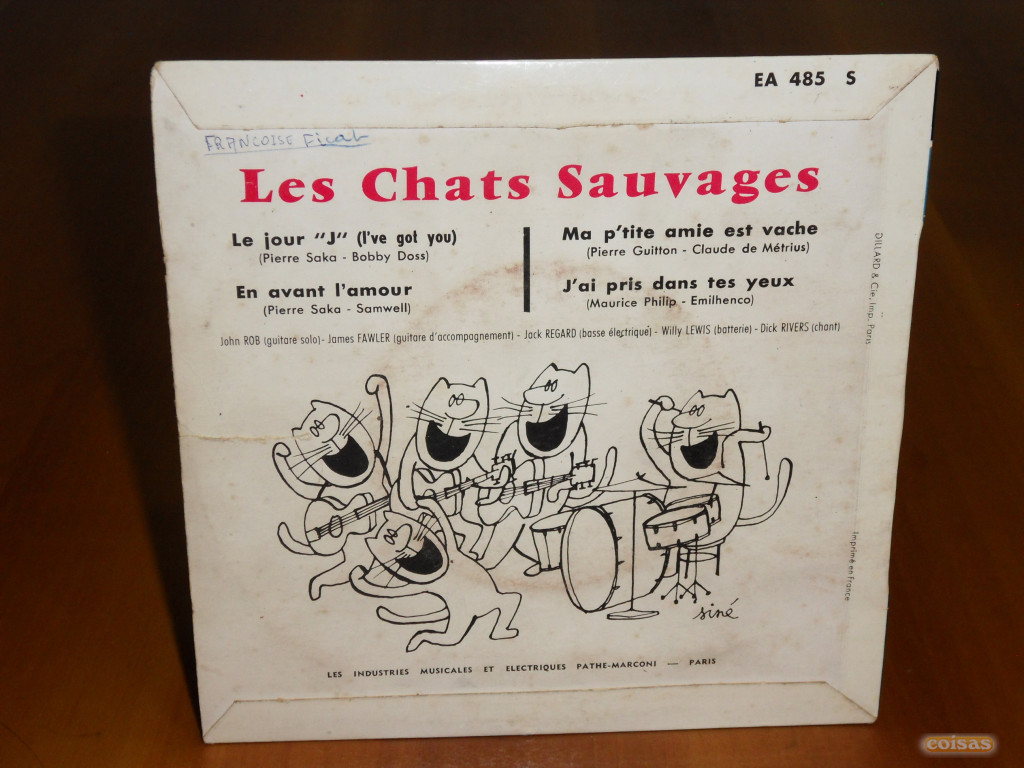 EA 485 S
FRANCOISE
Les Chats Sauvages
Le jour "J" (I've got you)
(Pierre Saka - Bobby Doss)
En avant l'amour
(Pierre Saka - Samwell)
Ma p'tite amie est vache
(Pierre Guitton - Claude de Métrius)
J'ai pris dans tes yeux
(Maurice Philip - Emilhenco)
John ROB (guitare solo) - James FAWLER (guitare d'accompagnement) - Jack REGARD (basse électrique) - Willy LEWIS (batterie) - Dick RIVERS (chant)
DILLARD & Cie. Imp. Paris
Imprimé en France
siné
LES INDUSTRIES MUSICALES ET ELECTRIQUES PATHE-MARCONI — PARIS
coisas